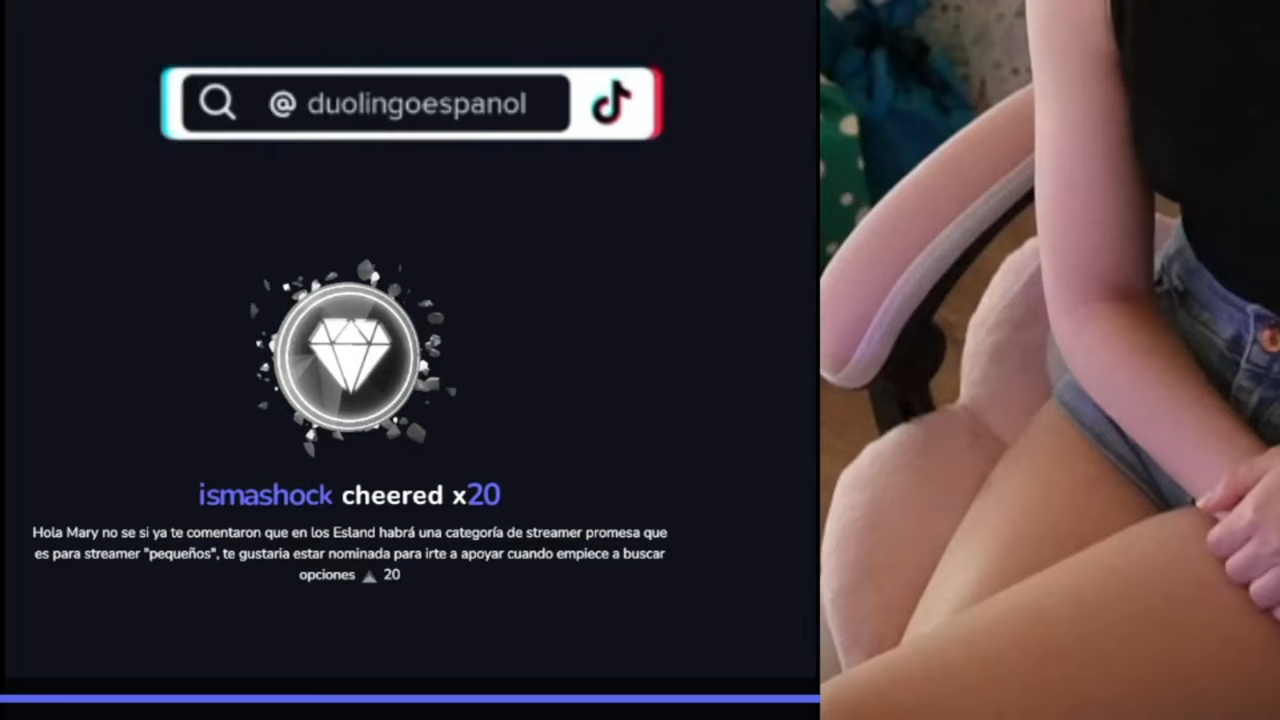 @ duolingoespanol
ismashock cheered x20
Hola Mary no se si ya te comentaron que en los Esland habrá una categoría de streamer promesa que
es para streamer "pequeños", te gustaria estar nominada para irte a apoyar cuando empiece a buscar
opciones 20